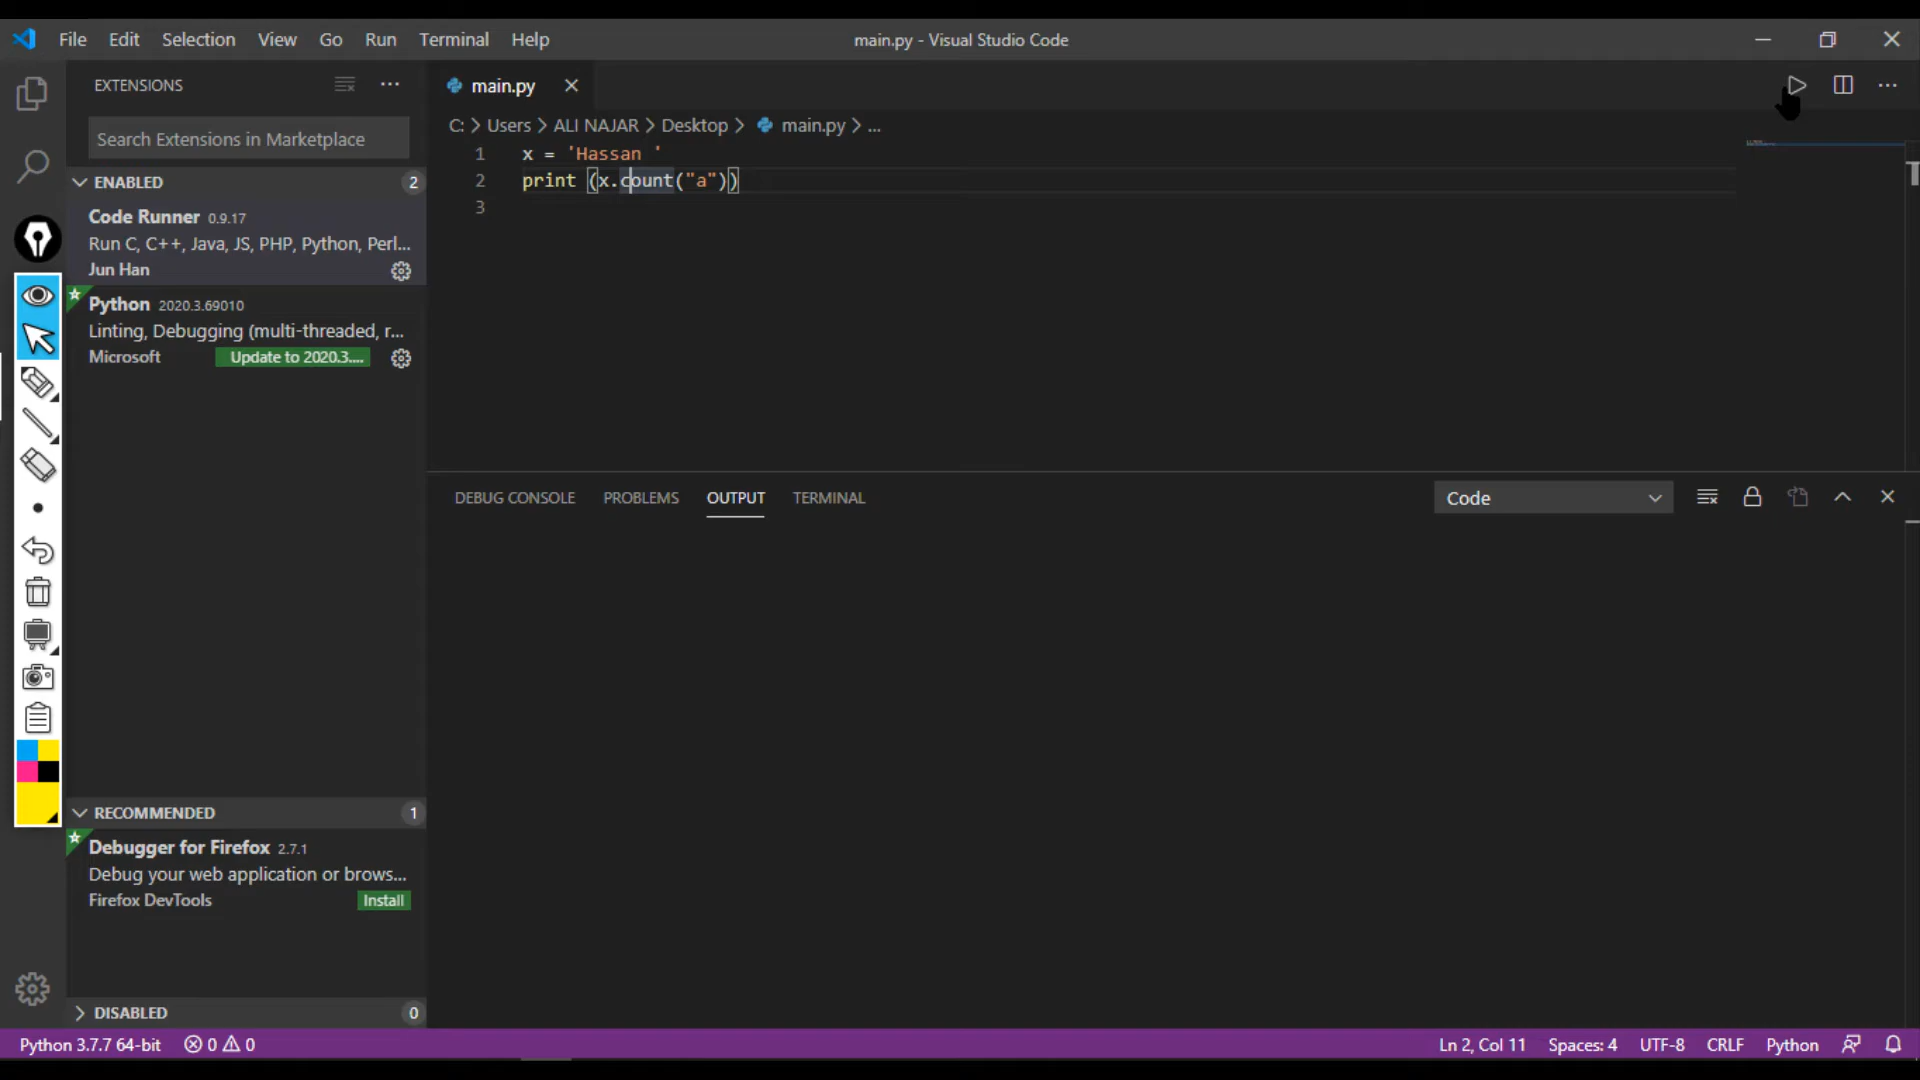 File Edit Selection View Go Run Terminal Help
main.py - Visual Studio Code
EXTENSIONS
Search Extensions in Marketplace
ENABLED 2
Code Runner 0.9.17
Run C, C++, Java, JS, PHP, Python, Perl...
Jun Han
Python 2020.3.69010
Linting, Debugging (multi-threaded, r...
Microsoft Update to 2020.3....
RECOMMENDED 1
Debugger for Firefox 2.7.1
Debug your web application or brows...
Firefox DevTools Install
DISABLED 0
main.py
C: > Users > ALI NAJAR > Desktop > main.py > ...
1 x = 'Hassan '
2 print (x.count("a"))
3
DEBUG CONSOLE PROBLEMS OUTPUT TERMINAL
Code
Python 3.7.7 64-bit 0 0
Ln 2, Col 11 Spaces: 4 UTF-8 CRLF Python